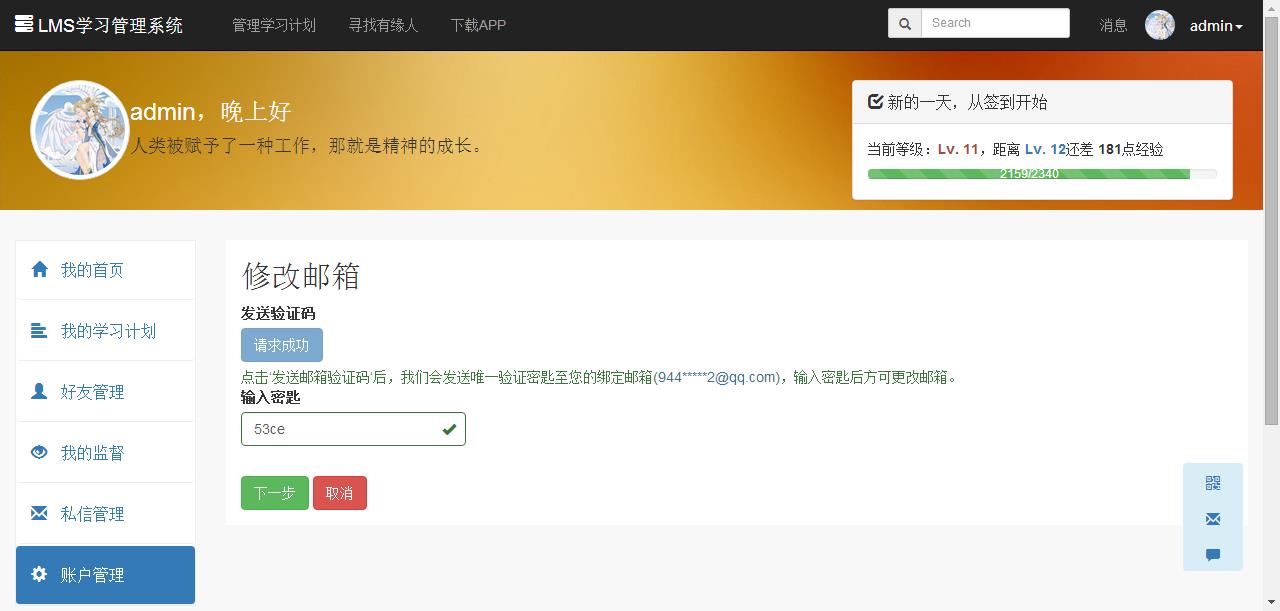 LMS学习管理系统 管理学习计划 寻找有缘人 下载APP Search 消息 admin
admin，晚上好
人类被赋予了一种工作，那就是精神的成长。
新的一天，从签到开始
当前等级：Lv. 11，距离 Lv. 12还差 181点经验
2159/2340
我的首页
我的学习计划
好友管理
我的监督
私信管理
账户管理
修改邮箱
发送验证码
请求成功
点击'发送邮箱验证码'后，我们会发送唯一验证密匙至您的绑定邮箱(944*****2@qq.com)，输入密匙后方可更改邮箱。
输入密匙
53ce
下一步 取消